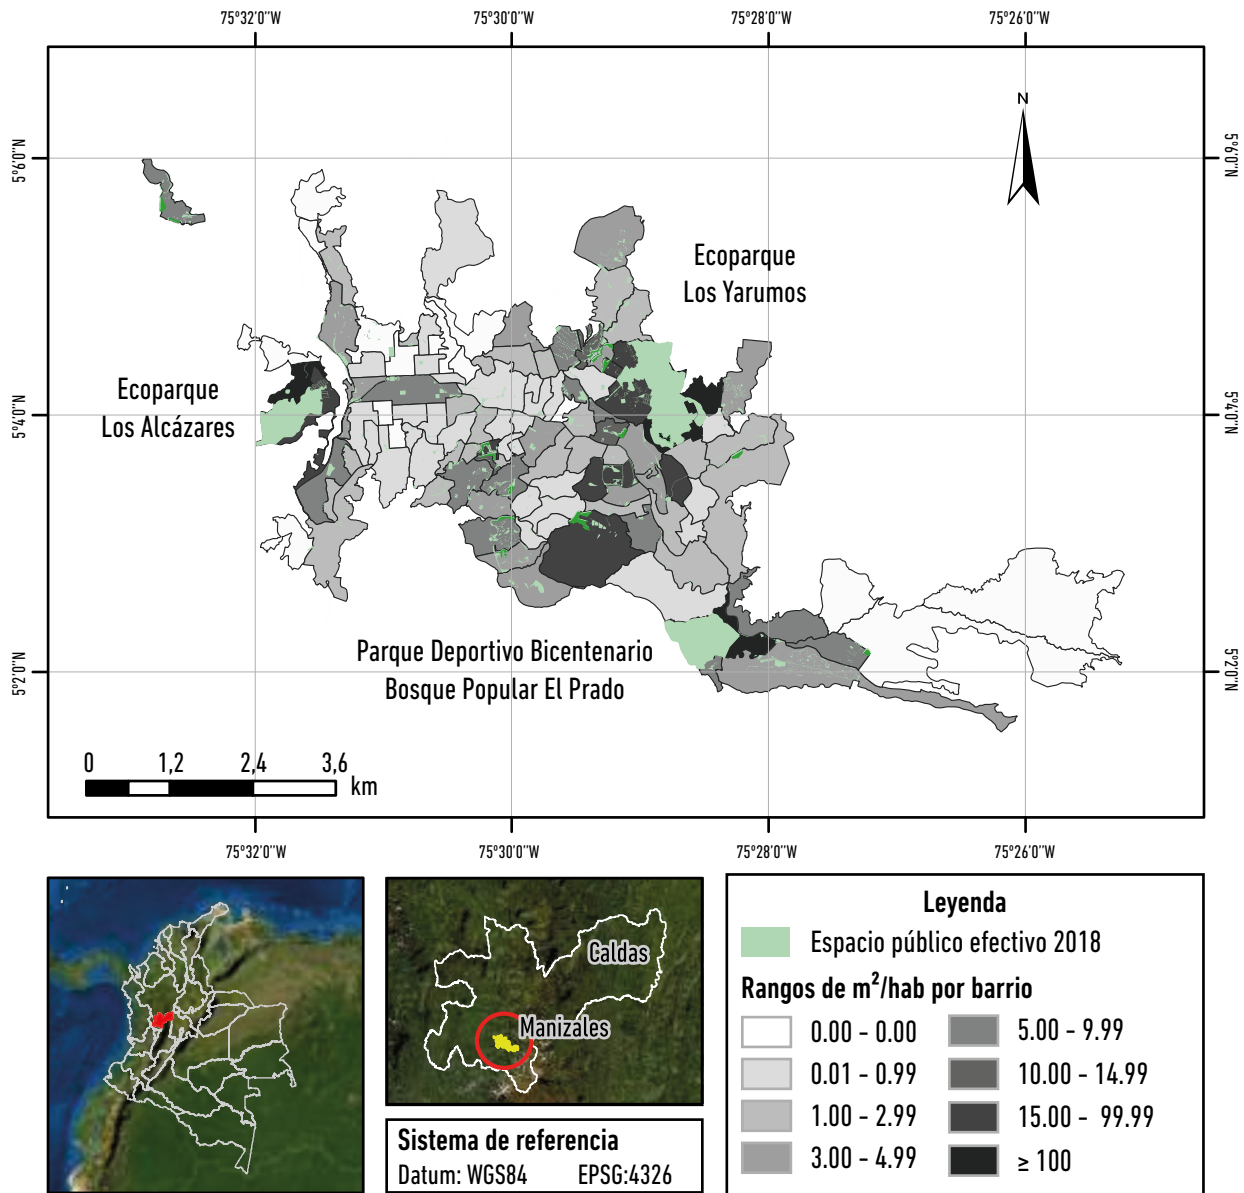 75°32'0"W
75°30'0"W
75°28'0"W
75°26'0"W
5°6'0"N
5°6'0"N
N
Ecoparque
Los Yarumos
Ecoparque
Los Alcázares
5°4'0"N
5°4'0"N
Parque Deportivo Bicentenario
Bosque Popular El Prado
5°2'0"N
5°2'0"N
0
1,2
2,4
3,6
km
75°32'0"W
75°30'0"W
75°28'0"W
75°26'0"W
Caldas
Manizales
Sistema de referencia
Datum: WGS84 EPSG:4326
Leyenda
Espacio público efectivo 2018
Rangos de m²/hab por barrio
0.00 - 0.00
0.01 - 0.99
1.00 - 2.99
3.00 - 4.99
5.00 - 9.99
10.00 - 14.99
15.00 - 99.99
≥ 100